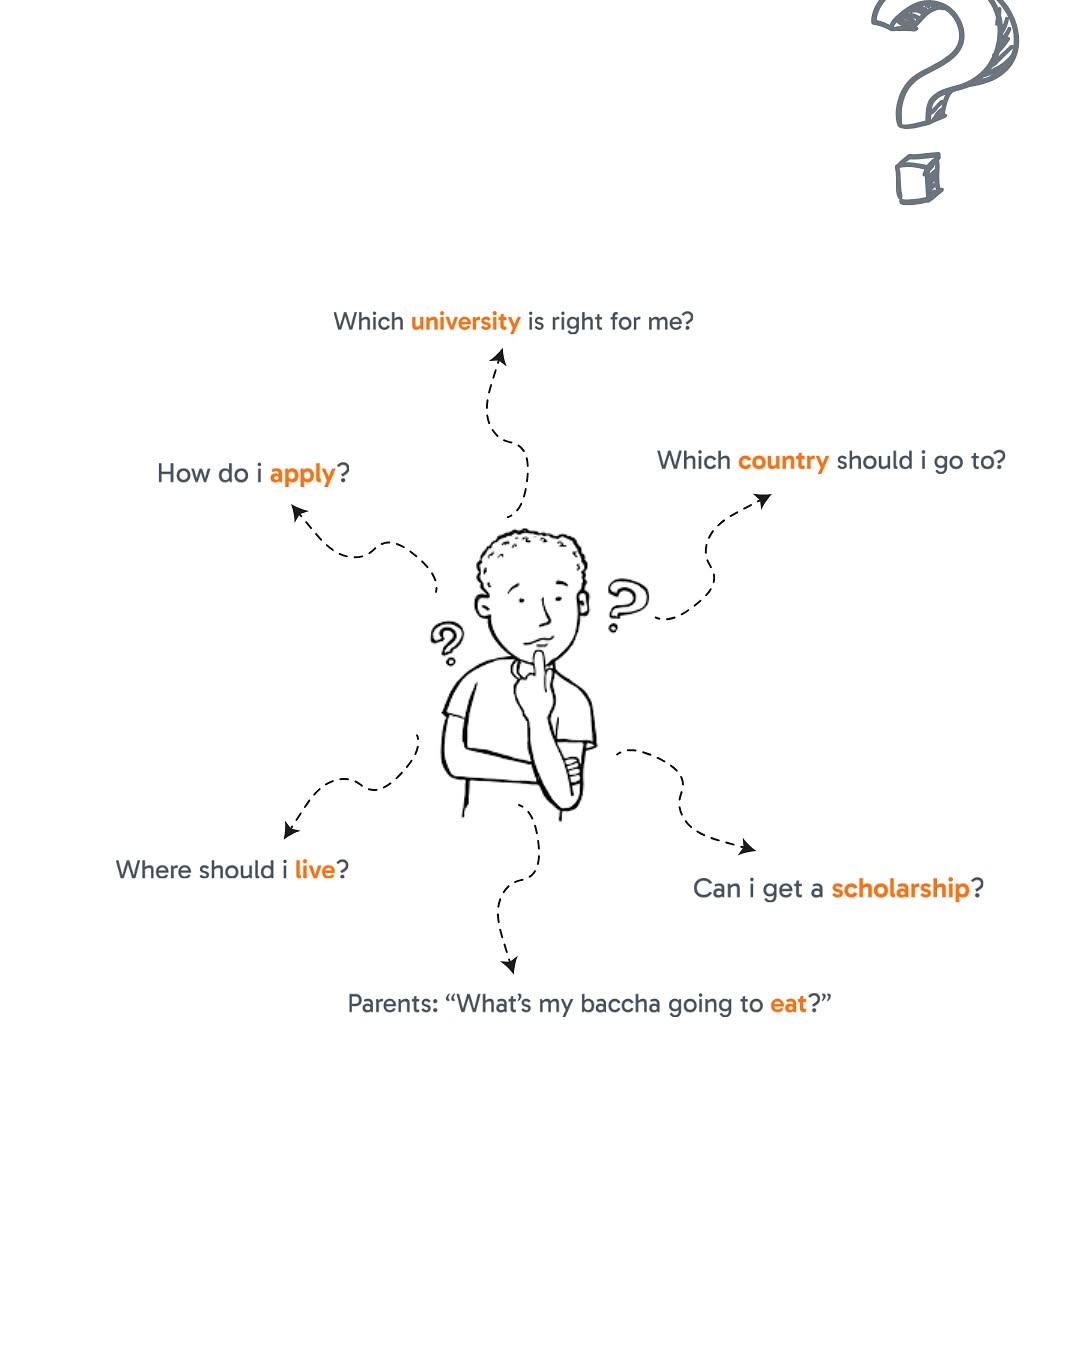 Which university is right for me?
How do i apply?
Which country should i go to?
Where should i live?
Can i get a scholarship?
Parents: “What’s my baccha going to eat?”